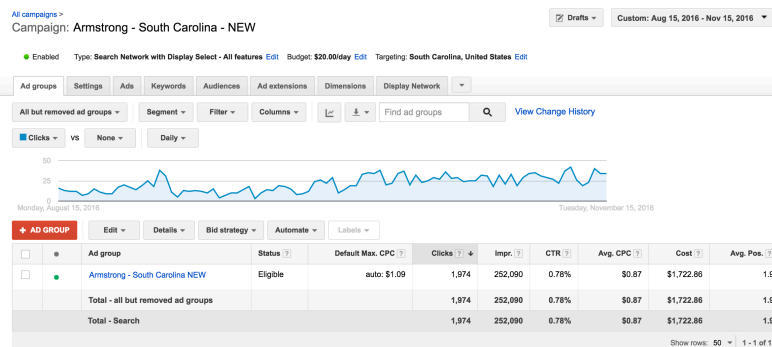 All campaigns >
Campaign: Armstrong - South Carolina - NEW
Drafts
Custom: Aug 15, 2016 - Nov 15, 2016
Enabled Type: Search Network with Display Select - All features Edit Budget: $20.00/day Edit Targeting: South Carolina, United States Edit
Ad groups Settings Ads Keywords Audiences Ad extensions Dimensions Display Network
All but removed ad groups Segment Filter Columns Find ad groups View Change History
Clicks VS None Daily
50
25
0
Monday, August 15, 2016 Tuesday, November 15, 2016
+ AD GROUP Edit Details Bid strategy Automate Labels
Ad group Status ? Default Max. CPC ? Clicks ? ↓ Impr. ? CTR ? Avg. CPC ? Cost ? Avg. Pos. ?
Armstrong - South Carolina NEW Eligible auto: $1.09 1,974 252,090 0.78% $0.87 $1,722.86 1.9
Total - all but removed ad groups 1,974 252,090 0.78% $0.87 $1,722.86 1.9
Total - Search 1,974 252,090 0.78% $0.87 $1,722.86 1.9
Show rows: 50 1 - 1 of 1